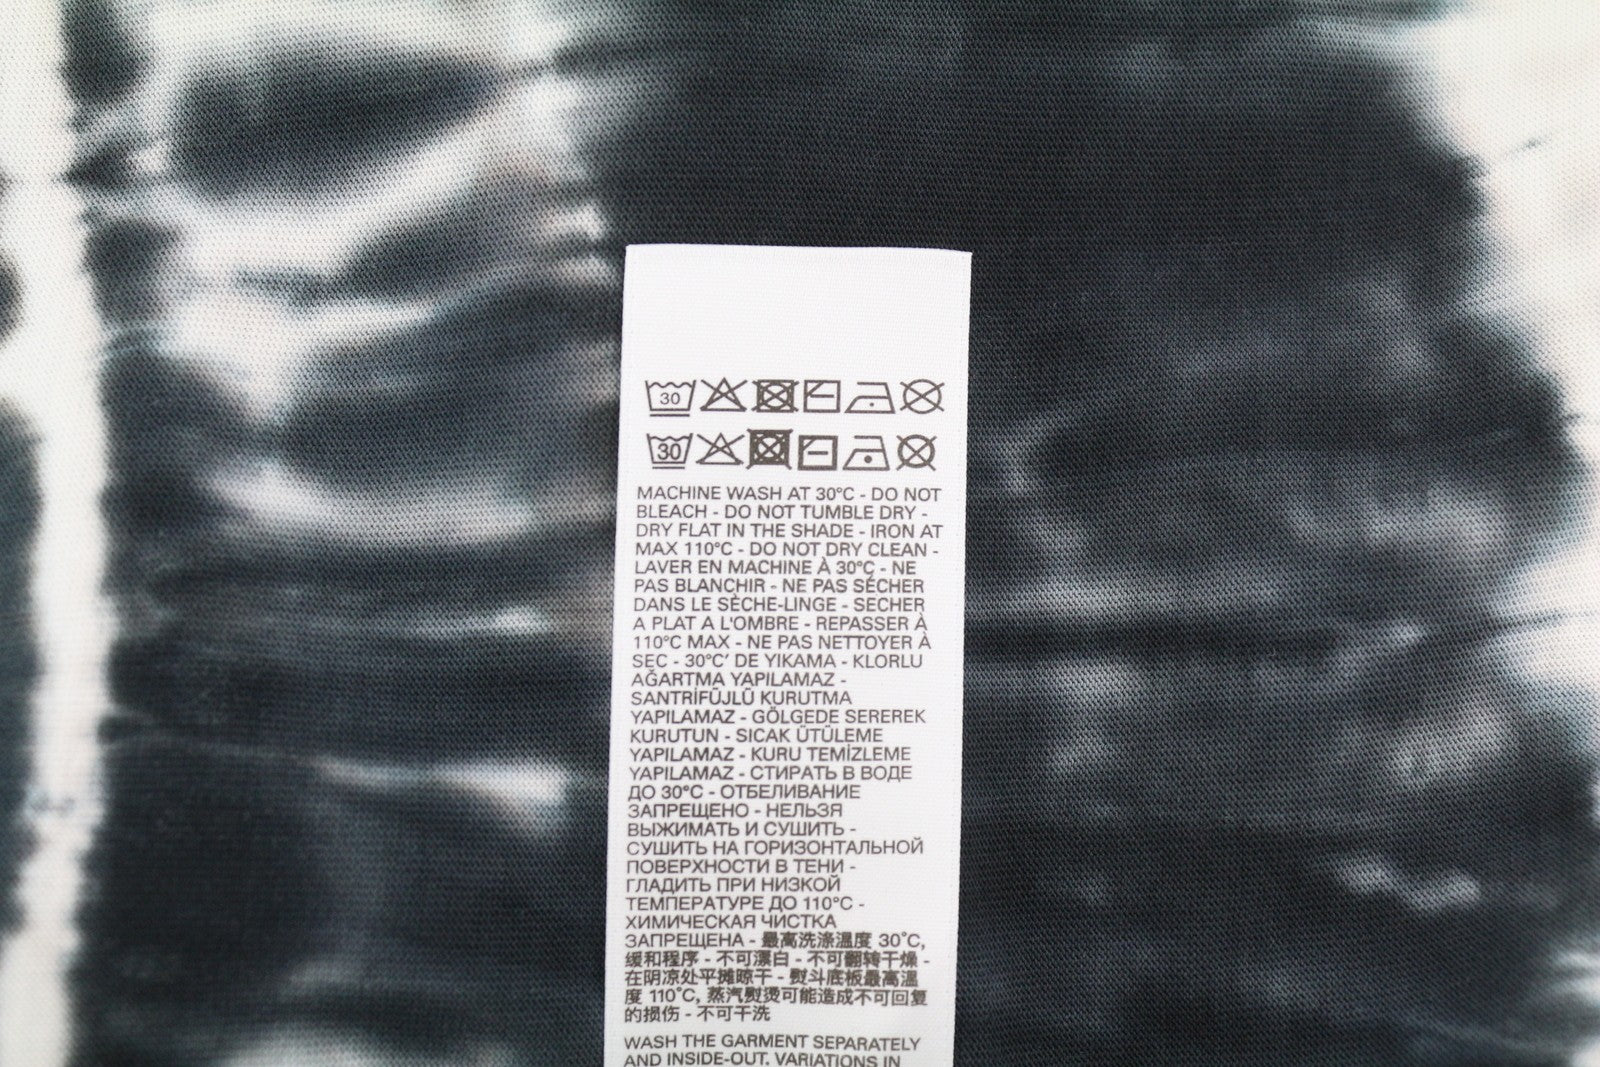 30
30
MACHINE WASH AT 30°C - DO NOT
BLEACH - DO NOT TUMBLE DRY -
DRY FLAT IN THE SHADE - IRON AT
MAX 110°C - DO NOT DRY CLEAN -
LAVER EN MACHINE À 30°C - NE
PAS BLANCHIR - NE PAS SÉCHER
DANS LE SÈCHE-LINGE - SECHER
A PLAT A L'OMBRE - REPASSER À
110°C MAX - NE PAS NETTOYER À
SEC - 30°C' DE YIKAMA - KLORLU
AĞARTMA YAPILAMAZ -
SANTRİFÜJLÜ KURUTMA
YAPILAMAZ - GÖLGEDE SEREREK
KURUTUN - SICAK ÜTÜLEME
YAPILAMAZ - KURU TEMİZLEME
YAPILAMAZ - СТИРАТЬ В ВОДЕ
ДО 30°C - ОТБЕЛИВАНИЕ
ЗАПРЕЩЕНО - НЕЛЬЗЯ
ВЫЖИМАТЬ И СУШИТЬ -
СУШИТЬ НА ГОРИЗОНТАЛЬНОЙ
ПОВЕРХНОСТИ В ТЕНИ -
ГЛАДИТЬ ПРИ НИЗКОЙ
ТЕМПЕРАТУРЕ ДО 110°C -
ХИМИЧЕСКАЯ ЧИСТКА
ЗАПРЕЩЕНА - 最高洗涤温度 30°C,
缓和程序 - 不可漂白 - 不可翻转干燥 -
在阴凉处平摊晾干 - 熨斗底板最高温
度 110°C, 蒸汽熨烫可能造成不可回复
的损伤 - 不可干洗
WASH THE GARMENT SEPARATELY
AND INSIDE-OUT. VARIATIONS IN